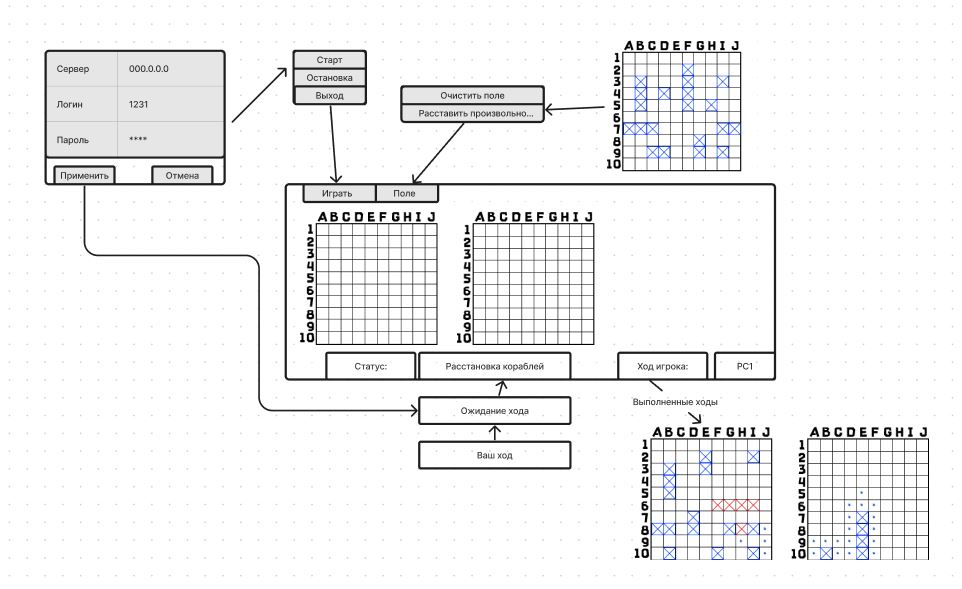 Сервер 000.0.0.0
Логин 1231
Пароль ****
Применить Отмена
Старт
Остановка
Выход
Очистить поле
Расставить произвольно...
A B C D E F G H I J
1
2
3
4
5
6
7
8
9
10
Играть Поле
A B C D E F G H I J
1
2
3
4
5
6
7
8
9
10
A B C D E F G H I J
1
2
3
4
5
6
7
8
9
10
Статус: Расстановка кораблей Ход игрока: PC1
Ожидание хода
Ваш ход
Выполненные ходы
A B C D E F G H I J
1
2
3
4
5
6
7
8
9
10
A B C D E F G H I J
1
2
3
4
5
6
7
8
9
10